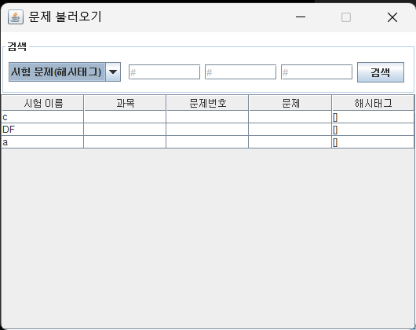 문제 불러오기
검색
시험 문제(해시태그) # # # 검색
시험 이름 과목 문제번호 문제 해시태그
c []
DF []
a []